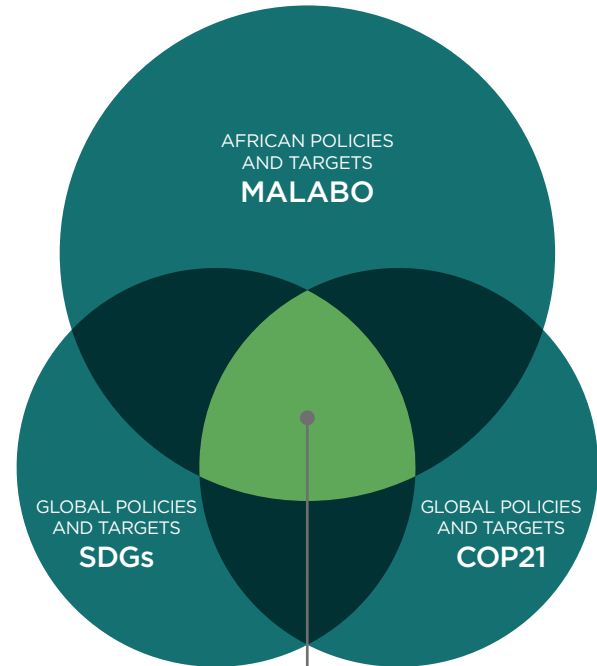 AFRICAN POLICIES
AND TARGETS
MALABO
GLOBAL POLICIES
AND TARGETS
SDGs
GLOBAL POLICIES
AND TARGETS
COP21